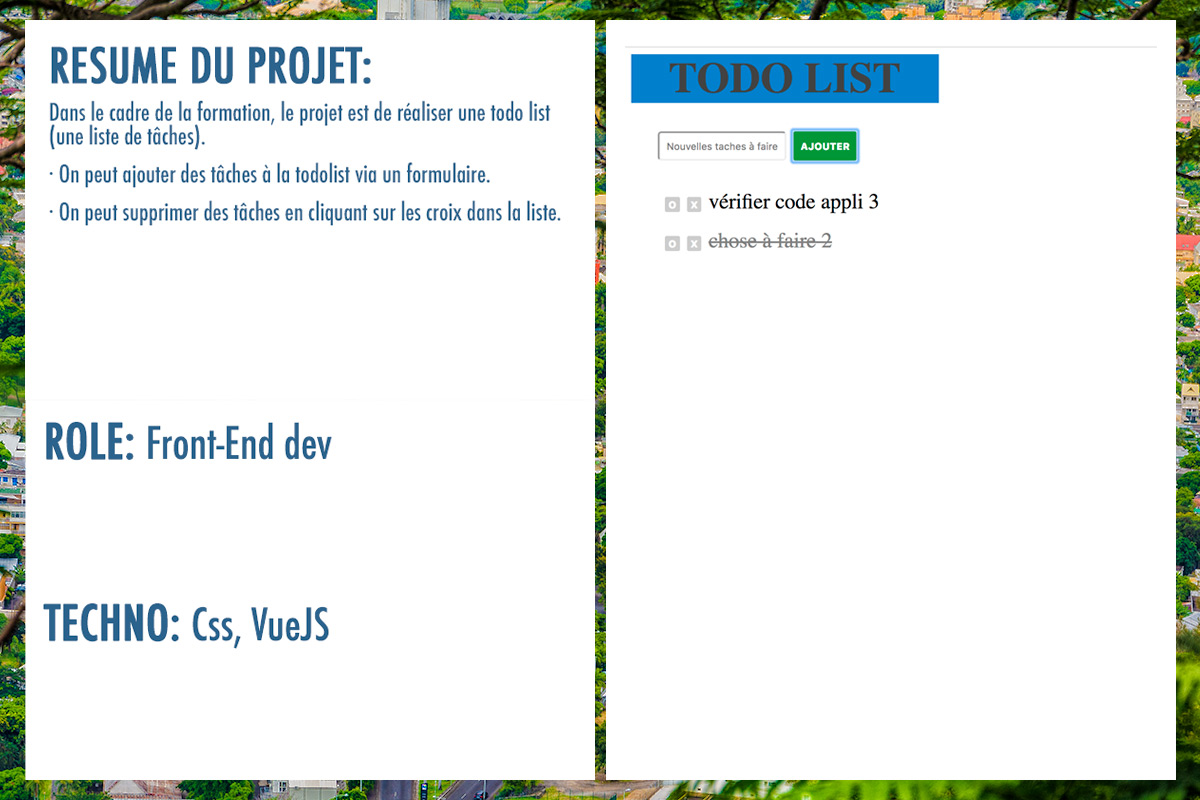 RESUME DU PROJET:
Dans le cadre de la formation, le projet est de réaliser une todo list
(une liste de tâches).
· On peut ajouter des tâches à la todolist via un formulaire.
· On peut supprimer des tâches en cliquant sur les croix dans la liste.
ROLE: Front-End dev
TECHNO: Css, VueJS
TODO LIST
Nouvelles taches à faire AJOUTER
o x vérifier code appli 3
o x chose à faire 2